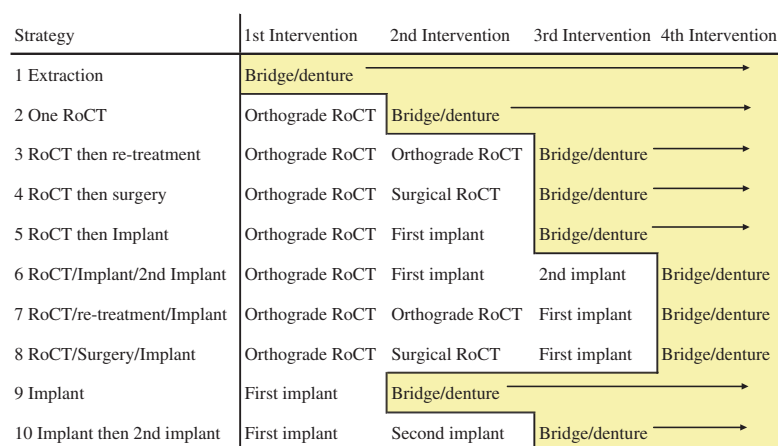 Strategy 1st Intervention 2nd Intervention 3rd Intervention 4th Intervention
1 Extraction Bridge/denture
2 One RoCT Orthograde RoCT Bridge/denture
3 RoCT then re-treatment Orthograde RoCT Orthograde RoCT Bridge/denture
4 RoCT then surgery Orthograde RoCT Surgical RoCT Bridge/denture
5 RoCT then Implant Orthograde RoCT First implant Bridge/denture
6 RoCT/Implant/2nd Implant Orthograde RoCT First implant 2nd implant Bridge/denture
7 RoCT/re-treatment/Implant Orthograde RoCT Orthograde RoCT First implant Bridge/denture
8 RoCT/Surgery/Implant Orthograde RoCT Surgical RoCT First implant Bridge/denture
9 Implant First implant Bridge/denture
10 Implant then 2nd implant First implant Second implant Bridge/denture